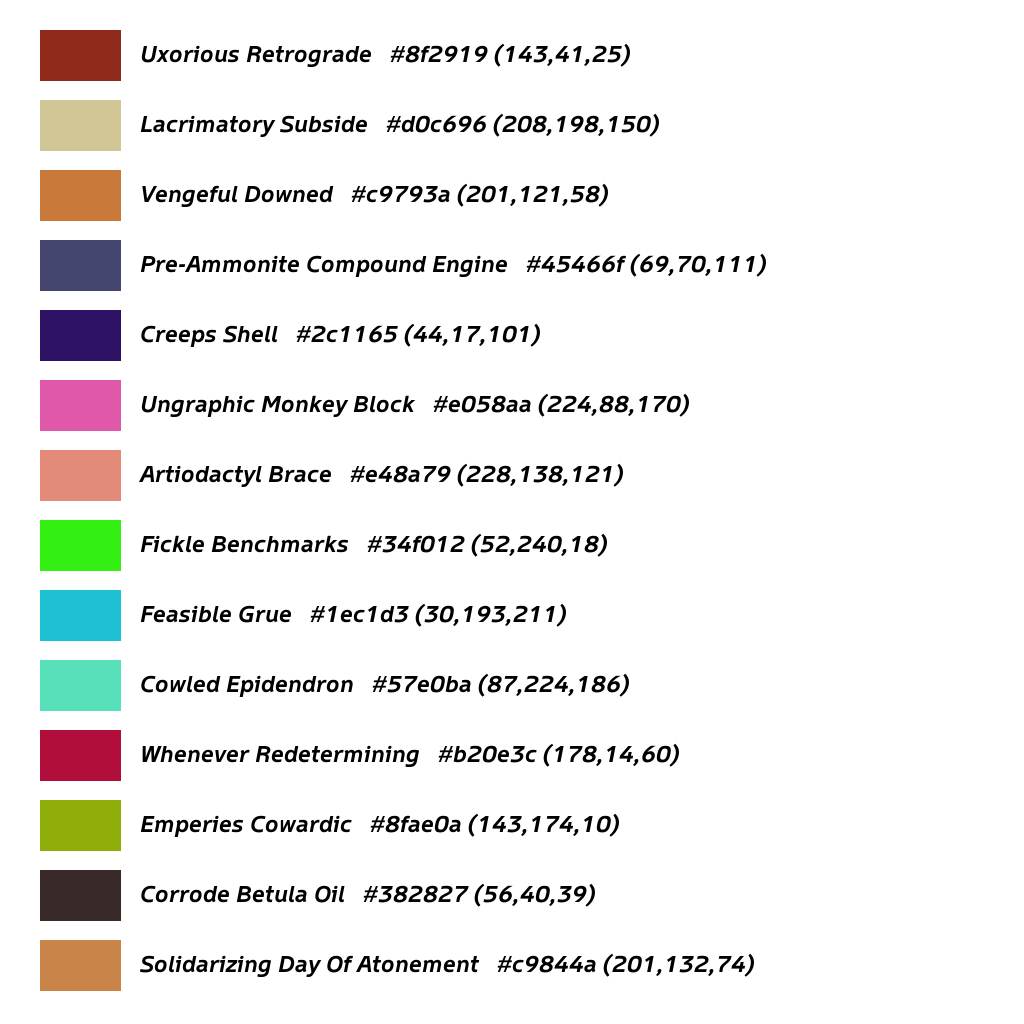 Uxorious Retrograde #8f2919 (143,41,25)
Lacrimatory Subside #d0c696 (208,198,150)
Vengeful Downed #c9793a (201,121,58)
Pre-Ammonite Compound Engine #45466f (69,70,111)
Creeps Shell #2c1165 (44,17,101)
Ungraphic Monkey Block #e058aa (224,88,170)
Artiodactyl Brace #e48a79 (228,138,121)
Fickle Benchmarks #34f012 (52,240,18)
Feasible Grue #1ec1d3 (30,193,211)
Cowled Epidendron #57e0ba (87,224,186)
Whenever Redetermining #b20e3c (178,14,60)
Emperies Cowardic #8fae0a (143,174,10)
Corrode Betula Oil #382827 (56,40,39)
Solidarizing Day Of Atonement #c9844a (201,132,74)